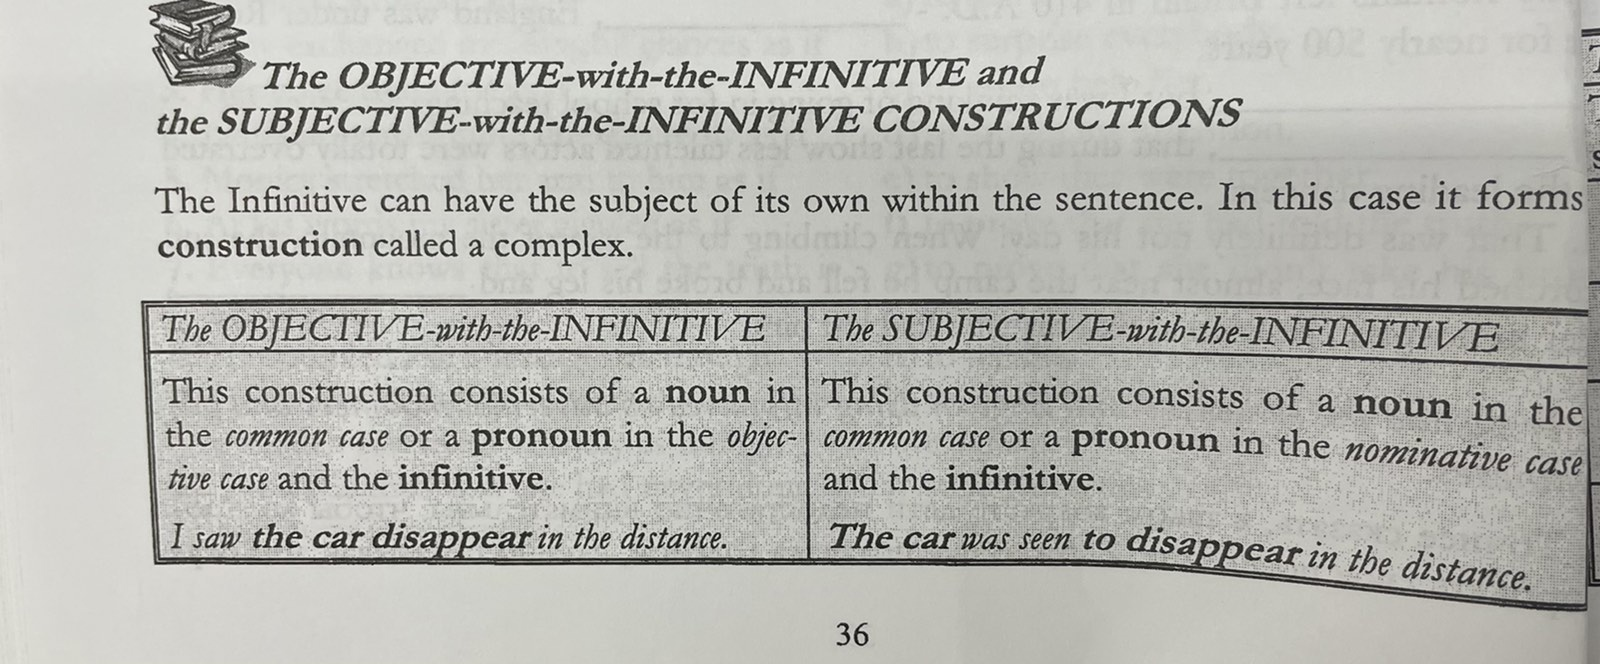 The OBJECTIVE-with-the-INFINITIVE and
the SUBJECTIVE-with-the-INFINITIVE CONSTRUCTIONS
The Infinitive can have the subject of its own within the sentence. In this case it forms
construction called a complex.
The OBJECTIVE-with-the-INFINITIVE
This construction consists of a noun in
the common case or a pronoun in the objec-
tive case and the infinitive.
I saw the car disappear in the distance.
The SUBJECTIVE-with-the-INFINITIVE
This construction consists of a noun in the
common case or a pronoun in the nominative case
and the infinitive.
The car was seen to disappear in the distance.
36